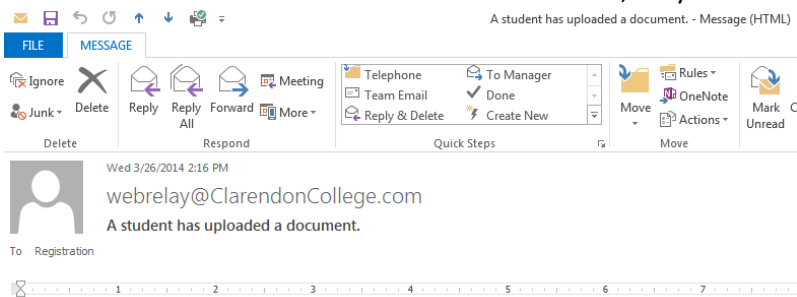 A student has uploaded a document. - Message (HTML)
FILE MESSAGE
Ignore
Junk
Delete
Reply
Reply All
Forward
Meeting
More
Telephone
Team Email
Reply & Delete
To Manager
Done
Create New
Move
Rules
OneNote
Actions
Mark Unread
Delete
Respond
Quick Steps
Move
Wed 3/26/2014 2:16 PM
webrelay@ClarendonCollege.com
A student has uploaded a document.
To Registration
1 2 3 4 5 6 7